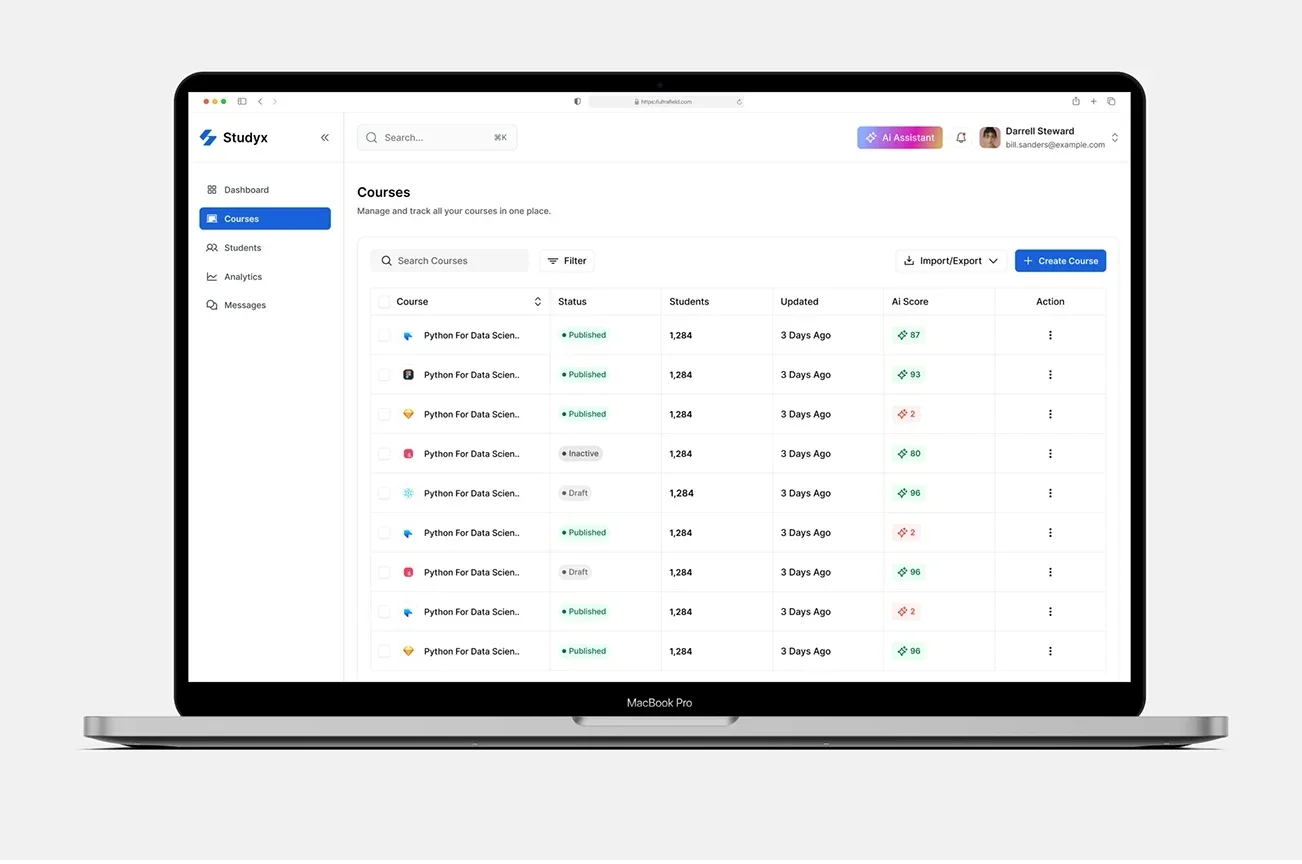 https://ultrafield.com
Studyx
Search...
⌘K
Ai Assistant
Darrell Steward
bill.sanders@example.com
Dashboard
Courses
Students
Analytics
Messages
Courses
Manage and track all your courses in one place.
Search Courses
Filter
Import/Export
Create Course
Course Status Students Updated Ai Score Action
Python For Data Scien.. Published 1,284 3 Days Ago 87
Python For Data Scien.. Published 1,284 3 Days Ago 93
Python For Data Scien.. Published 1,284 3 Days Ago 2
Python For Data Scien.. Inactive 1,284 3 Days Ago 80
Python For Data Scien.. Draft 1,284 3 Days Ago 96
Python For Data Scien.. Published 1,284 3 Days Ago 2
Python For Data Scien.. Draft 1,284 3 Days Ago 96
Python For Data Scien.. Published 1,284 3 Days Ago 2
Python For Data Scien.. Published 1,284 3 Days Ago 96
MacBook Pro